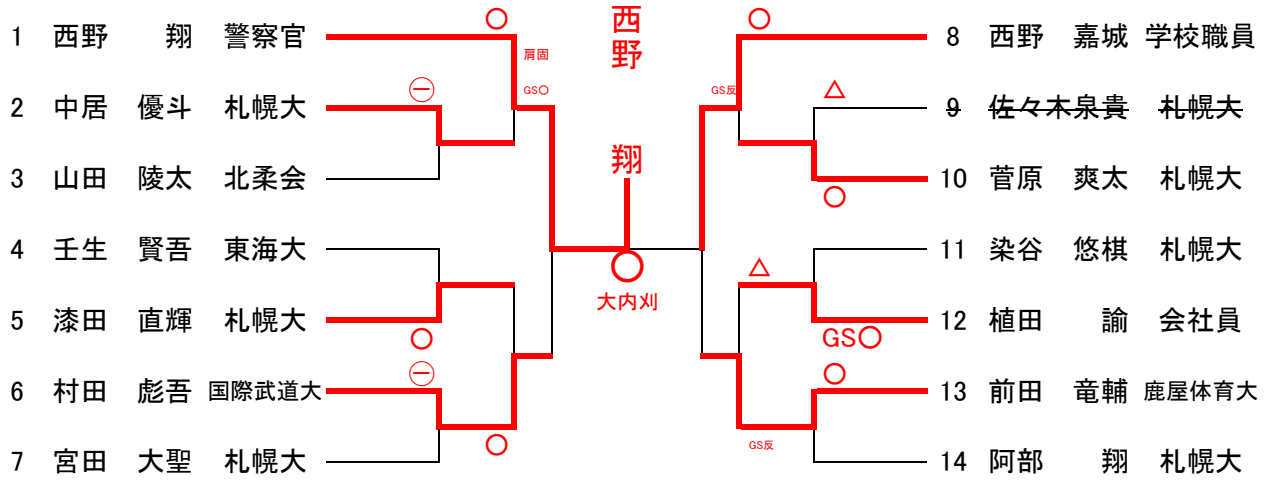 1 西野 翔 警察官
2 中居 優斗 札幌大
3 山田 陵太 北柔会
4 壬生 賢吾 東海大
5 漆田 直輝 札幌大
6 村田 彪吾 国際武道大
7 宮田 大聖 札幌大
○
肩固
GS○
㊀
○
㊀
○
西野
翔
○
大内刈
○
GS反
△
○
△
GS○
○
GS反
8 西野 嘉城 学校職員
9 佐々木泉貴 札幌大
10 菅原 爽太 札幌大
11 染谷 悠棋 札幌大
12 植田 諭 会社員
13 前田 竜輔 鹿屋体育大
14 阿部 翔 札幌大